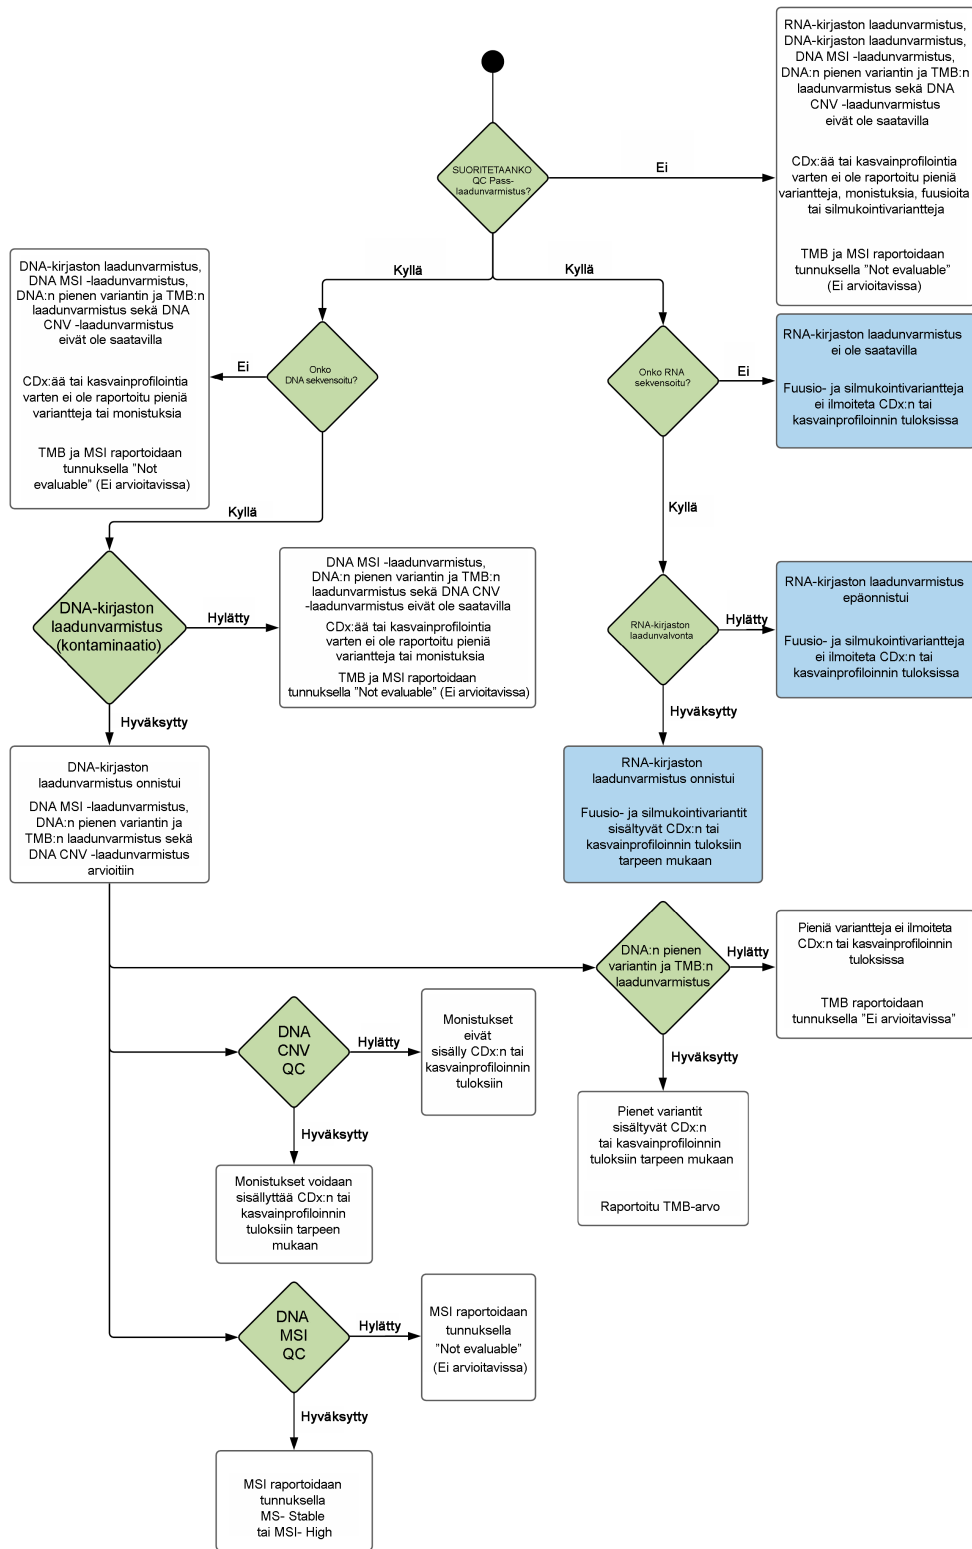 RNA-kirjaston laadunvarmistus,
DNA-kirjaston laadunvarmistus,
DNA MSI -laadunvarmistus,
DNA:n pienen variantin ja TMB:n
laadunvarmistus sekä DNA
CNV -laadunvarmistus
eivät ole saatavilla
CDx:ää tai kasvainprofilointia
varten ei ole raportoitu pieniä
variantteja, monistuksia, fuusioita
tai silmukointivariantteja
TMB ja MSI raportoidaan
tunnuksella "Not evaluable"
(Ei arvioitavissa)
SUORITETAANKO
QC Pass-
laadunvarmistus?
Ei
Kyllä
Kyllä
DNA-kirjaston laadunvarmistus,
DNA MSI -laadunvarmistus,
DNA:n pienen variantin ja TMB:n
laadunvarmistus sekä DNA
CNV -laadunvarmistus
eivät ole saatavilla
CDx:ää tai kasvainprofilointia
varten ei ole raportoitu pieniä
variantteja tai monistuksia
TMB ja MSI raportoidaan
tunnuksella "Not
evaluable" (Ei arvioitavissa)
Ei
Onko
DNA sekvensoitu?
Onko RNA
sekvensoitu?
Ei
RNA-kirjaston laadunvarmistus
ei ole saatavilla
Fuusio- ja silmukointivariantteja
ei ilmoiteta CDx:n tai
kasvainprofiloinnin tuloksissa
Kyllä
Kyllä
DNA-kirjaston
laadunvarmistus
(kontaminaatio)
Hylätty
DNA MSI -laadunvarmistus,
DNA:n pienen variantin ja TMB:n
laadunvarmistus sekä DNA CNV
-laadunvarmistus eivät ole saatavilla
CDx:ää tai kasvainprofilointia
varten ei ole raportoitu pieniä
variantteja tai monistuksia
TMB ja MSI raportoidaan
tunnuksella "Not evaluable" (Ei arvioitavissa)
RNA-kirjaston
laadunvalvonta
Hylätty
RNA-kirjaston laadunvarmistus
epäonnistui
Fuusio- ja silmukointivariantteja
ei ilmoiteta CDx:n tai
kasvainprofiloinnin tuloksissa
Hyväksytty
Hyväksytty
DNA-kirjaston
laadunvarmistus onnistui
DNA MSI -laadunvarmistus,
DNA:n pienen variantin ja
TMB:n laadunvarmistus sekä
DNA CNV -laadunvarmistus
arvioitiin
RNA-kirjaston
laadunvarmistus onnistui
Fuusio- ja silmukointivariantit
sisältyvät CDx:n tai
kasvainprofiloinnin tuloksiin
tarpeen mukaan
DNA:n pienen
variantin ja TMB:n
laadunvarmistus
Hylätty
Pieniä variantteja ei ilmoiteta
CDx:n tai kasvainprofiloinnin
tuloksissa
TMB raportoidaan
tunnuksella "Ei arvioitavissa"
Hyväksytty
Pienet variantit
sisältyvät CDx:n
tai kasvainprofiloinnin
tuloksiin tarpeen mukaan
Raportoitu TMB-arvo
DNA
CNV
QC
Hylätty
Monistukset
eivät
sisälly CDx:n tai
kasvainprofiloinnin
tuloksiin
Hyväksytty
Monistukset voidaan
sisällyttää CDx:n tai
kasvainprofiloinnin
tuloksiin tarpeen
mukaan
DNA
MSI
QC
Hylätty
MSI raportoidaan
tunnuksella
"Not evaluable"
(Ei arvioitavissa)
Hyväksytty
MSI raportoidaan
tunnuksella
MS- Stable
tai MSI- High